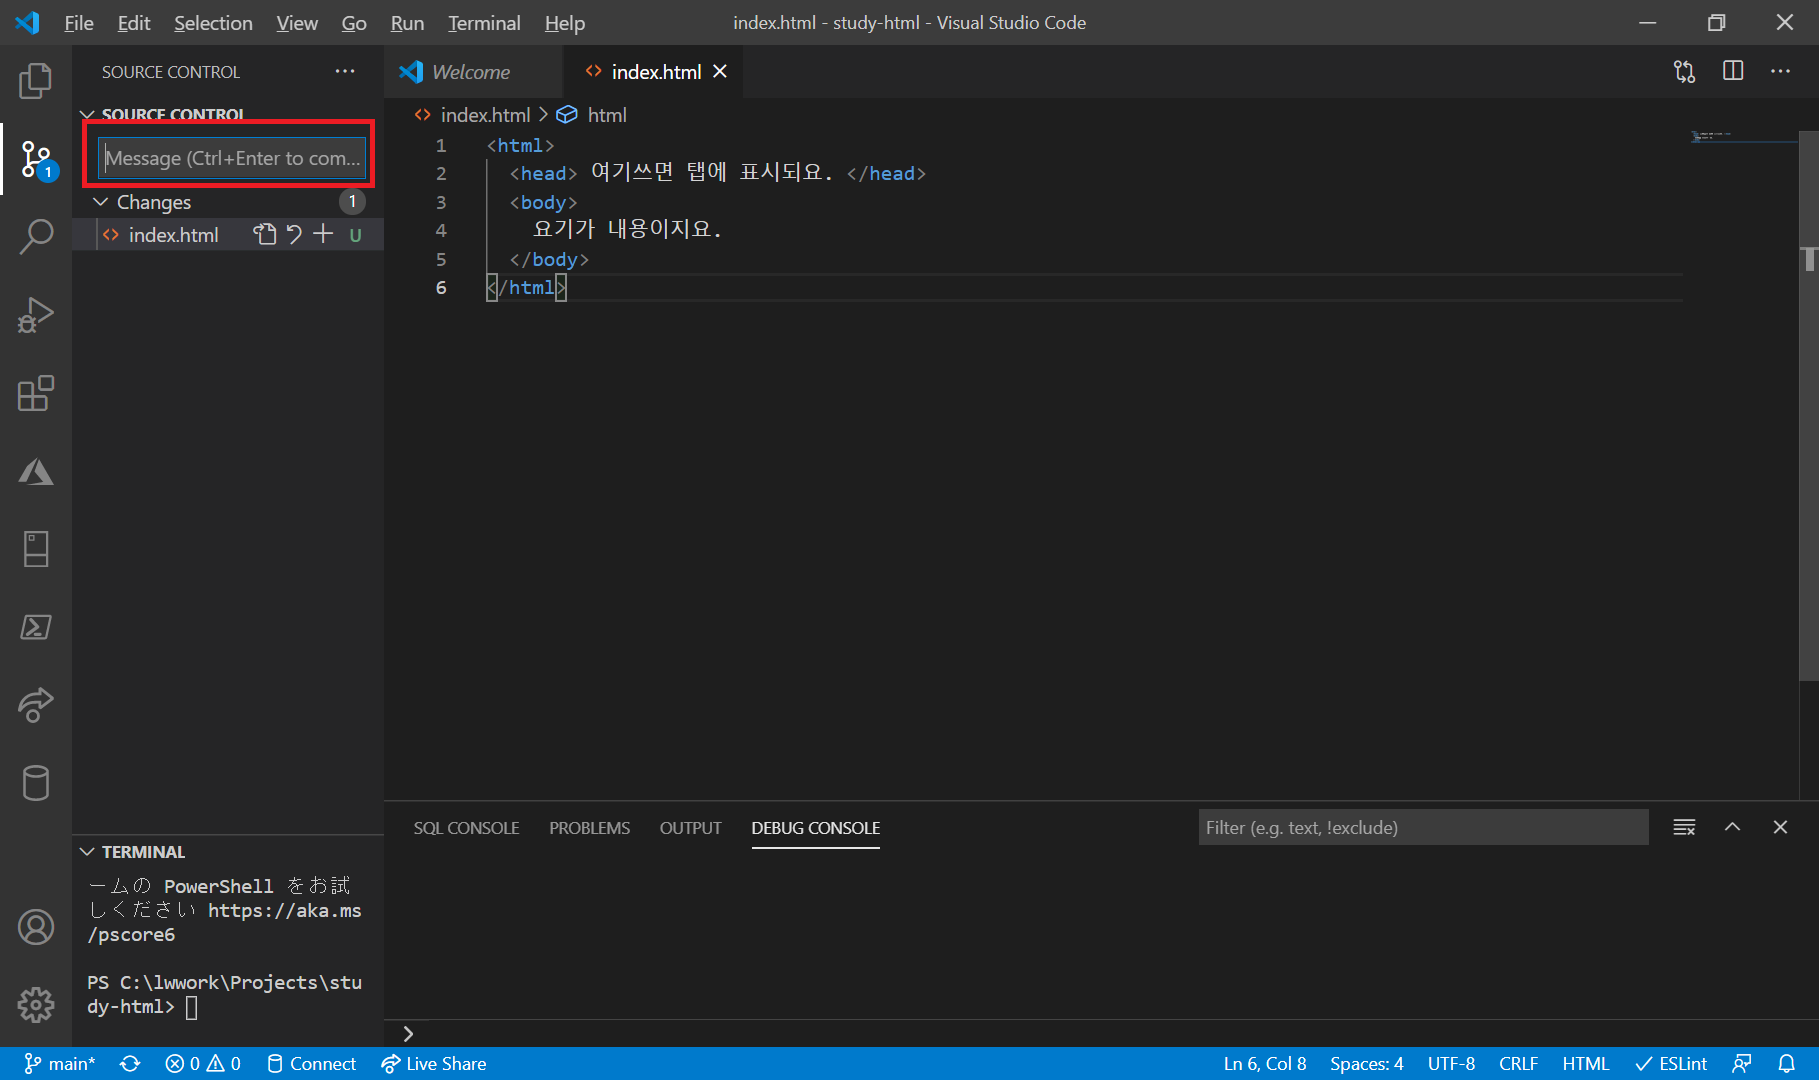 File Edit Selection View Go Run Terminal Help
index.html - study-html - Visual Studio Code
SOURCE CONTROL
SOURCE CONTROL
Message (Ctrl+Enter to com...
Changes 1
index.html U
1
Welcome
index.html
index.html > html
1 <html>
2 <head> 여기쓰면 탭에 표시되요. </head>
3 <body>
4 요기가 내용이지요.
5 </body>
6 </html>
SQL CONSOLE PROBLEMS OUTPUT DEBUG CONSOLE
Filter (e.g. text, !exclude)
TERMINAL
ームの PowerShell をお試
しください https://aka.ms
/pscore6
PS C:\lwwork\Projects\stu
dy-html>
main* 0 0 Connect Live Share
Ln 6, Col 8 Spaces: 4 UTF-8 CRLF HTML ESLint